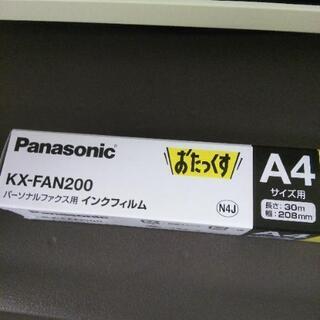 Panasonic
おたっくす
KX-FAN200
パーソナルファクス用 インクフィルム
N4J
A4
サイズ用
長さ:30m
幅:208mm
A4